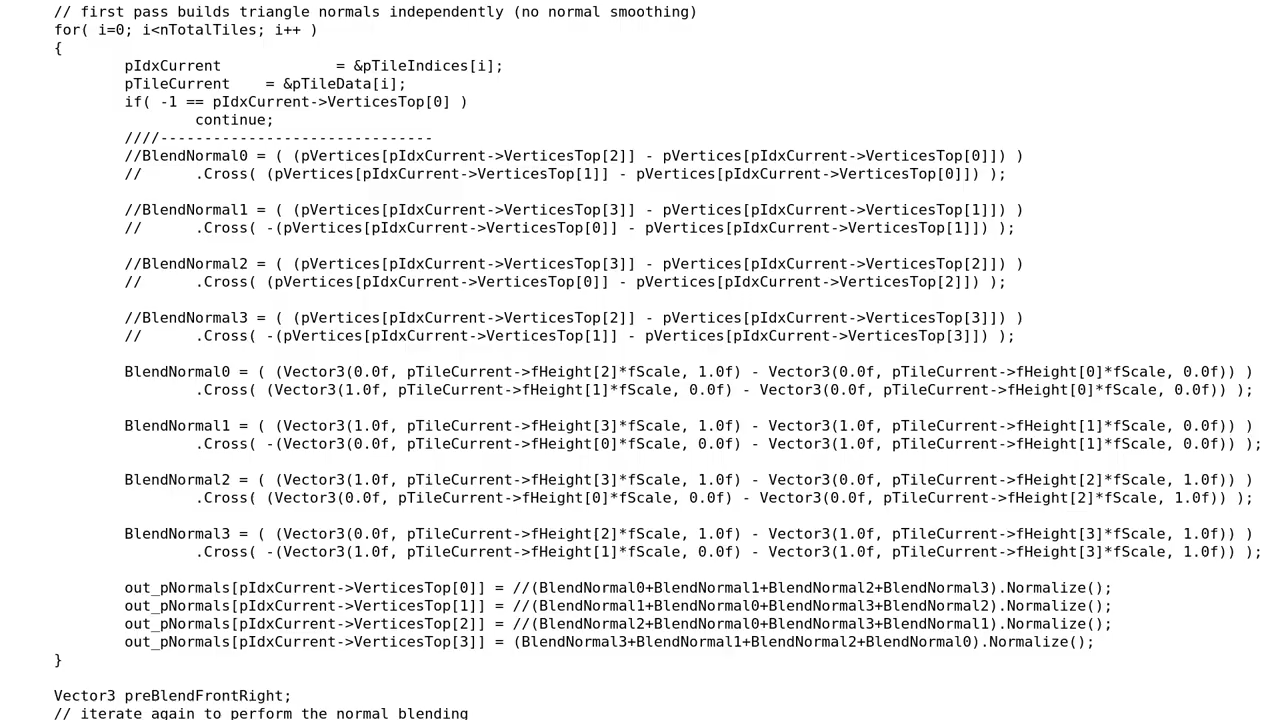 // first pass builds triangle normals independently (no normal smoothing)
for( i=0; i<nTotalTiles; i++ )
{
pIdxCurrent = &pTileIndices[i];
pTileCurrent = &pTileData[i];
if( -1 == pIdxCurrent->VerticesTop[0] )
continue;
////-------------------------------
//BlendNormal0 = ( (pVertices[pIdxCurrent->VerticesTop[2]] - pVertices[pIdxCurrent->VerticesTop[0]]) )
// .Cross( (pVertices[pIdxCurrent->VerticesTop[1]] - pVertices[pIdxCurrent->VerticesTop[0]]) );
//BlendNormal1 = ( (pVertices[pIdxCurrent->VerticesTop[3]] - pVertices[pIdxCurrent->VerticesTop[1]]) )
// .Cross( -(pVertices[pIdxCurrent->VerticesTop[0]] - pVertices[pIdxCurrent->VerticesTop[1]]) );
//BlendNormal2 = ( (pVertices[pIdxCurrent->VerticesTop[3]] - pVertices[pIdxCurrent->VerticesTop[2]]) )
// .Cross( (pVertices[pIdxCurrent->VerticesTop[0]] - pVertices[pIdxCurrent->VerticesTop[2]]) );
//BlendNormal3 = ( (pVertices[pIdxCurrent->VerticesTop[2]] - pVertices[pIdxCurrent->VerticesTop[3]]) )
// .Cross( -(pVertices[pIdxCurrent->VerticesTop[1]] - pVertices[pIdxCurrent->VerticesTop[3]]) );
BlendNormal0 = ( (Vector3(0.0f, pTileCurrent->fHeight[2]*fScale, 1.0f) - Vector3(0.0f, pTileCurrent->fHeight[0]*fScale, 0.0f)) )
.Cross( (Vector3(1.0f, pTileCurrent->fHeight[1]*fScale, 0.0f) - Vector3(0.0f, pTileCurrent->fHeight[0]*fScale, 0.0f)) );
BlendNormal1 = ( (Vector3(1.0f, pTileCurrent->fHeight[3]*fScale, 1.0f) - Vector3(1.0f, pTileCurrent->fHeight[1]*fScale, 0.0f)) )
.Cross( -(Vector3(0.0f, pTileCurrent->fHeight[0]*fScale, 0.0f) - Vector3(1.0f, pTileCurrent->fHeight[1]*fScale, 0.0f)) );
BlendNormal2 = ( (Vector3(1.0f, pTileCurrent->fHeight[3]*fScale, 1.0f) - Vector3(0.0f, pTileCurrent->fHeight[2]*fScale, 1.0f)) )
.Cross( (Vector3(0.0f, pTileCurrent->fHeight[0]*fScale, 0.0f) - Vector3(0.0f, pTileCurrent->fHeight[2]*fScale, 1.0f)) );
BlendNormal3 = ( (Vector3(0.0f, pTileCurrent->fHeight[2]*fScale, 1.0f) - Vector3(1.0f, pTileCurrent->fHeight[3]*fScale, 1.0f)) )
.Cross( -(Vector3(1.0f, pTileCurrent->fHeight[1]*fScale, 0.0f) - Vector3(1.0f, pTileCurrent->fHeight[3]*fScale, 1.0f)) );
out_pNormals[pIdxCurrent->VerticesTop[0]] = //(BlendNormal0+BlendNormal1+BlendNormal2+BlendNormal3).Normalize();
out_pNormals[pIdxCurrent->VerticesTop[1]] = //(BlendNormal1+BlendNormal0+BlendNormal3+BlendNormal2).Normalize();
out_pNormals[pIdxCurrent->VerticesTop[2]] = //(BlendNormal2+BlendNormal0+BlendNormal3+BlendNormal1).Normalize();
out_pNormals[pIdxCurrent->VerticesTop[3]] = (BlendNormal3+BlendNormal1+BlendNormal2+BlendNormal0).Normalize();
}
Vector3 preBlendFrontRight;
// iterate again to perform the normal blending